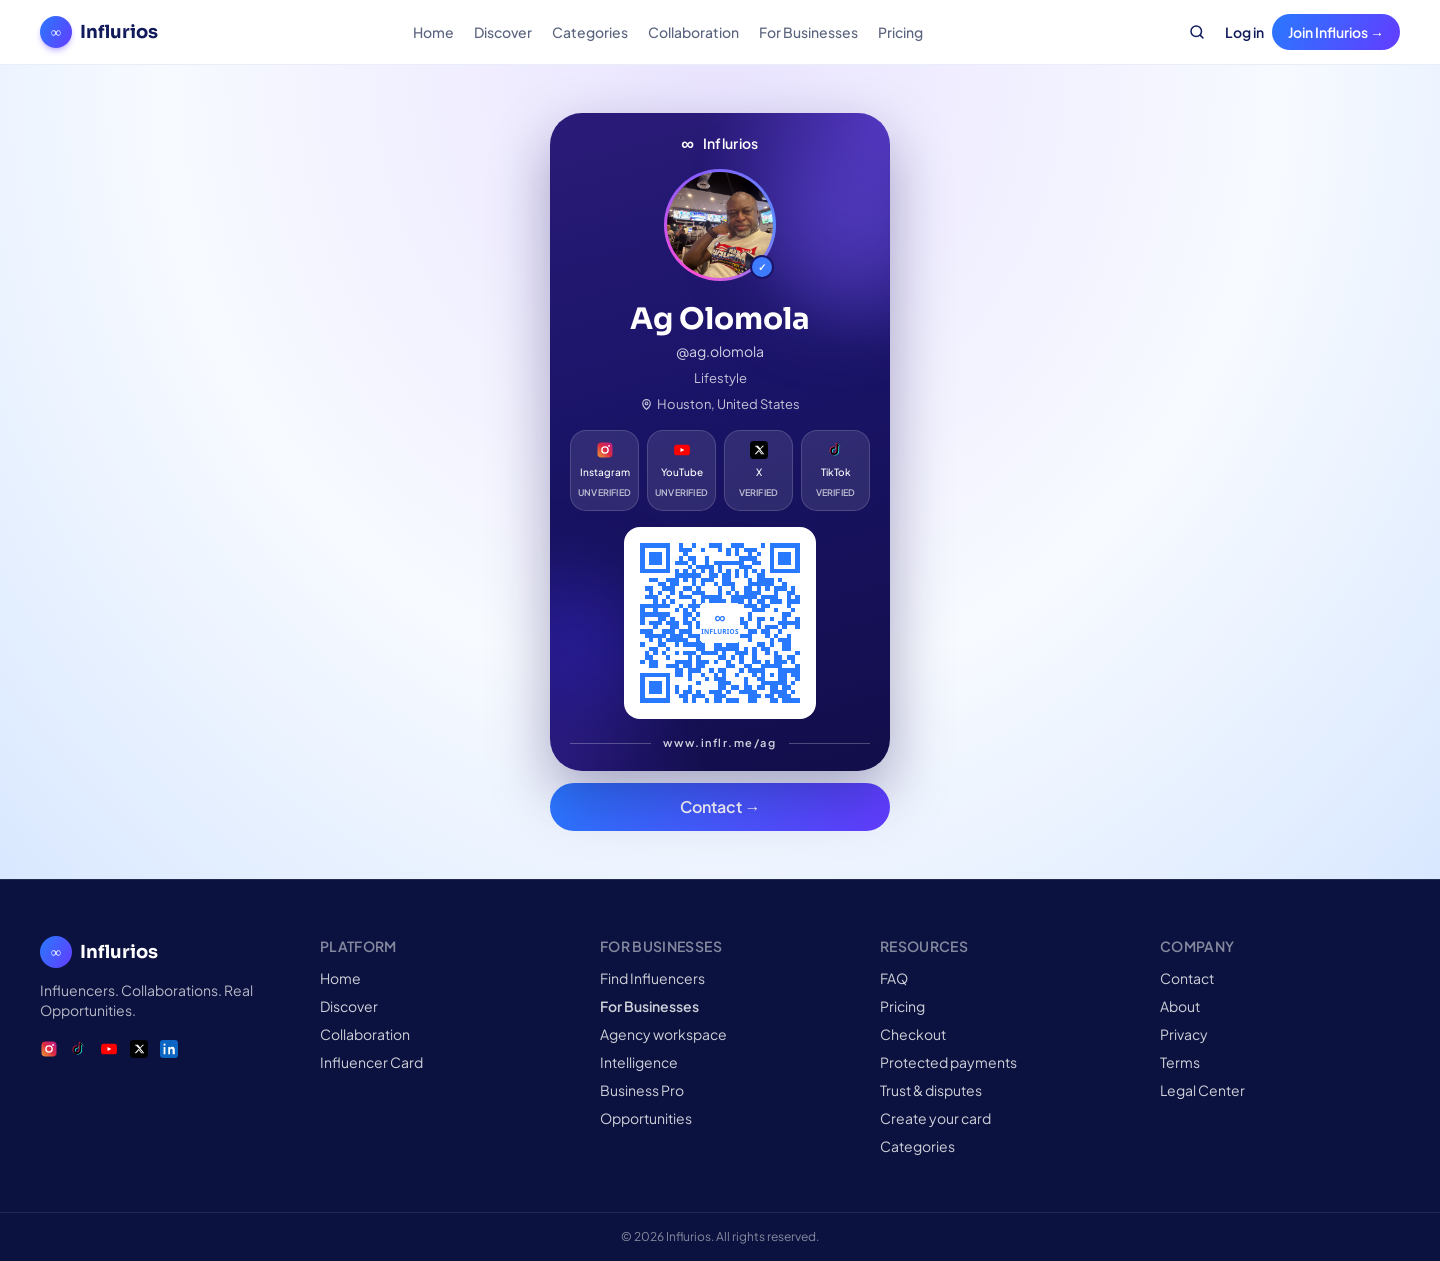 ∞ Influrios
Home Discover Categories Collaboration For Businesses Pricing
Log in Join Influrios →
∞ Influrios
✓
Ag Olomola
@ag.olomola
Lifestyle
Houston, United States
Instagram YouTube X TikTok
UNVERIFIED UNVERIFIED VERIFIED VERIFIED
∞
INFLURIOS
www.inflr.me/ag
Contact →
∞ Influrios
Influencers. Collaborations. Real
Opportunities.
PLATFORM
Home
Discover
Collaboration
Influencer Card
FOR BUSINESSES
Find Influencers
For Businesses
Agency workspace
Intelligence
Business Pro
Opportunities
RESOURCES
FAQ
Pricing
Checkout
Protected payments
Trust & disputes
Create your card
Categories
COMPANY
Contact
About
Privacy
Terms
Legal Center
© 2026 Influrios. All rights reserved.